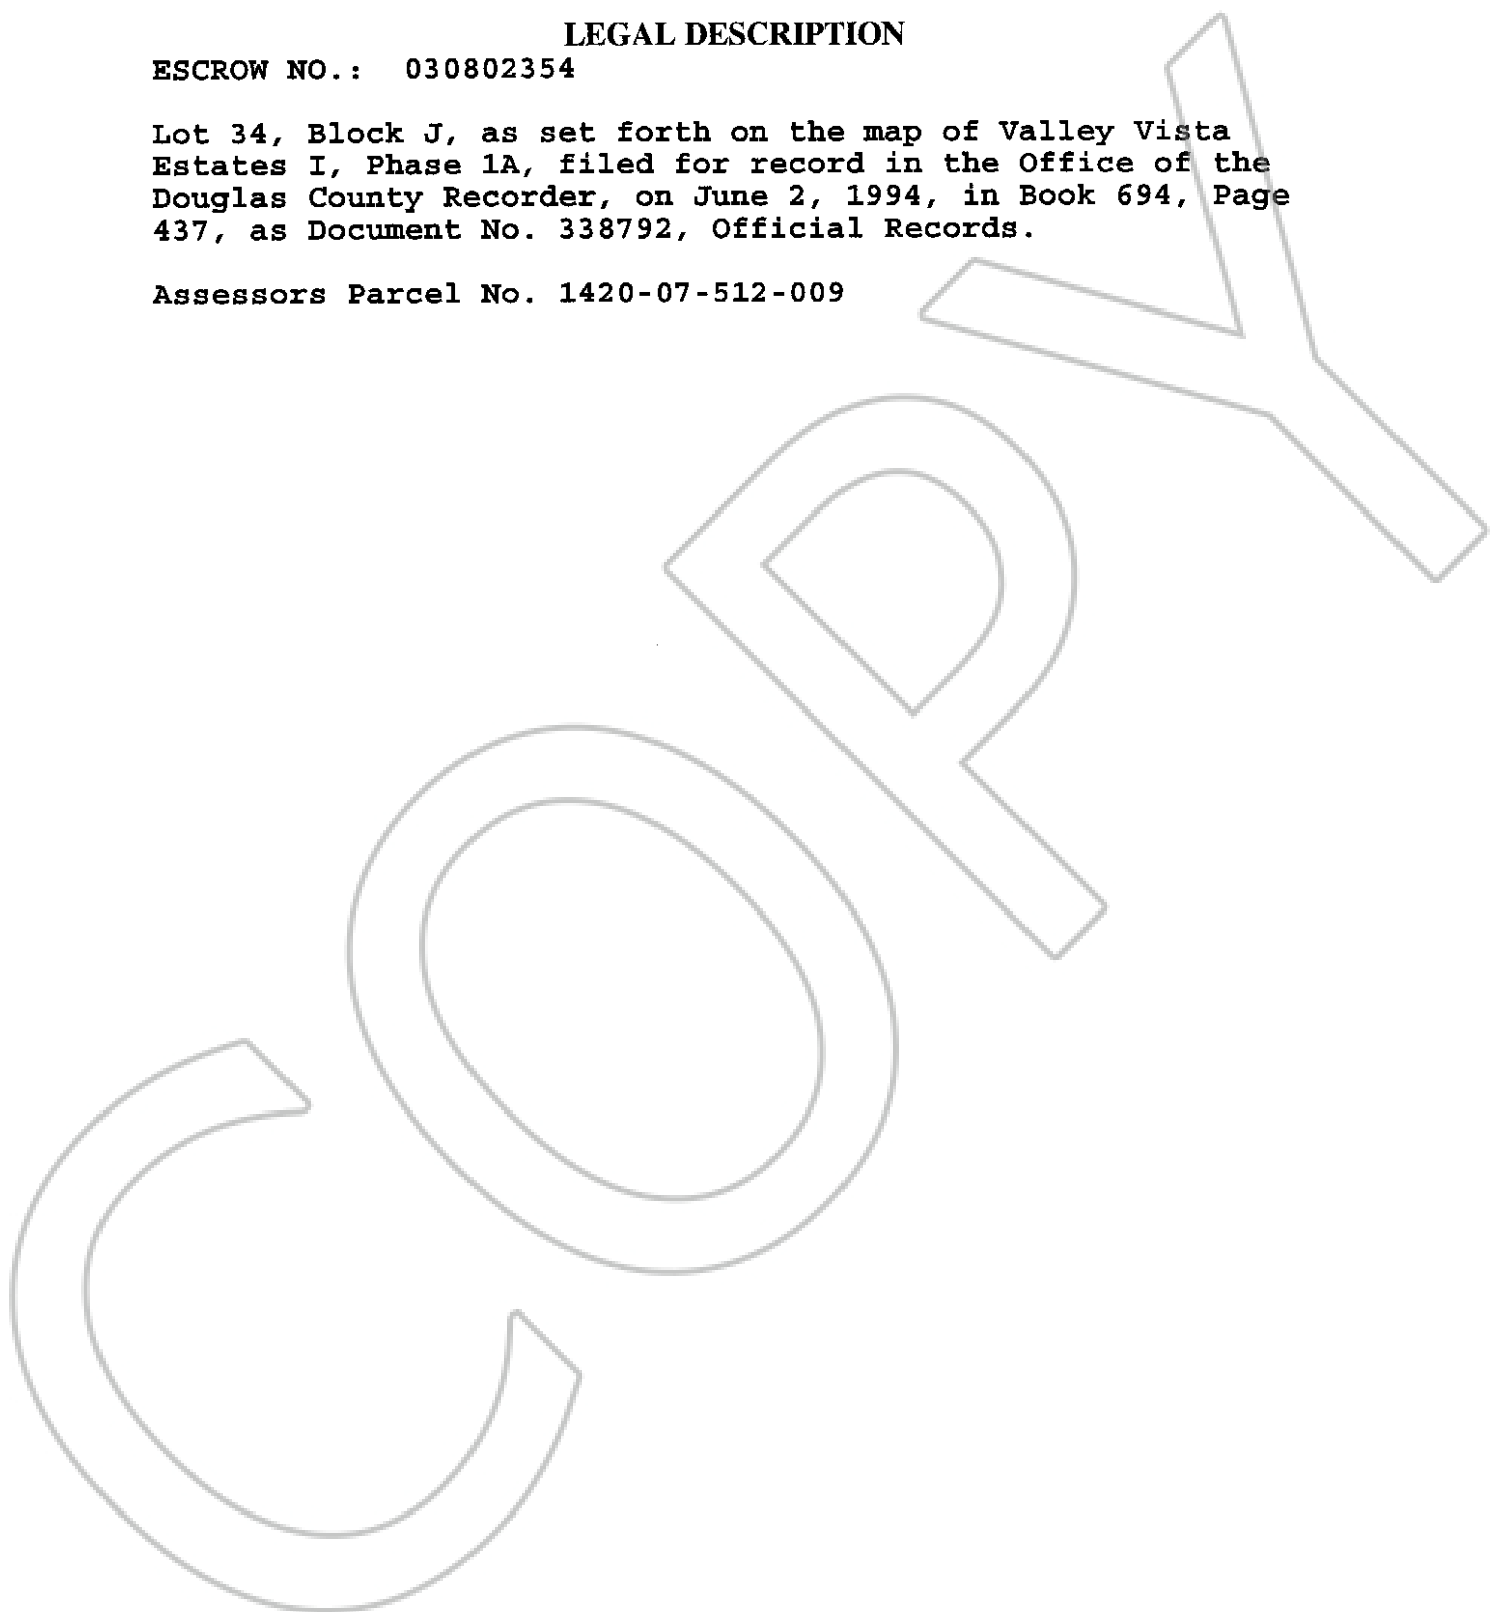 LEGAL DESCRIPTION
ESCROW NO.: 030802354
Lot 34, Block J, as set forth on the map of Valley Vista
Estates I, Phase 1A, filed for record in the Office of the
Douglas County Recorder, on June 2, 1994, in Book 694, Page
437, as Document No. 338792, Official Records.
Assessors Parcel No. 1420-07-512-009
COPY